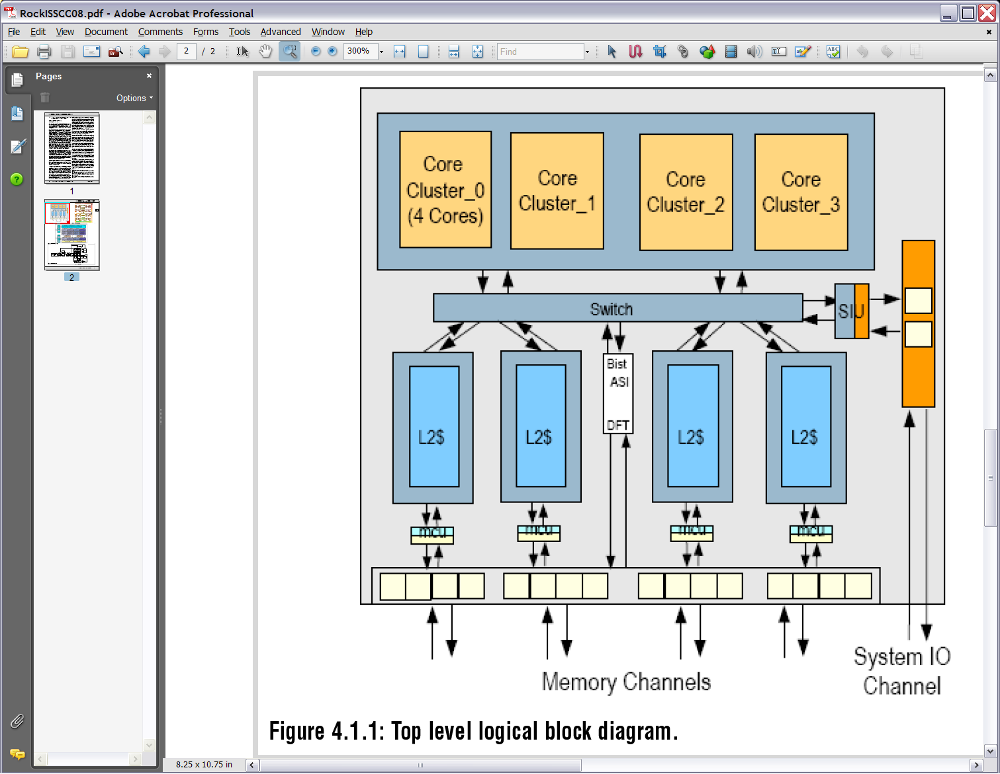 RockISSCC08.pdf - Adobe Acrobat Professional
File Edit View Document Comments Forms Tools Advanced Window Help
2 / 2 300% Find
Pages
Options
1
2
Core
Cluster_0
(4 Cores)
Core
Cluster_1
Core
Cluster_2
Core
Cluster_3
Switch
SIU
Bist
ASI
DFT
L2$
L2$
L2$
L2$
mcu
mcu
mcu
mcu
Memory Channels
System IO
Channel
Figure 4.1.1: Top level logical block diagram.
8.25 x 10.75 in